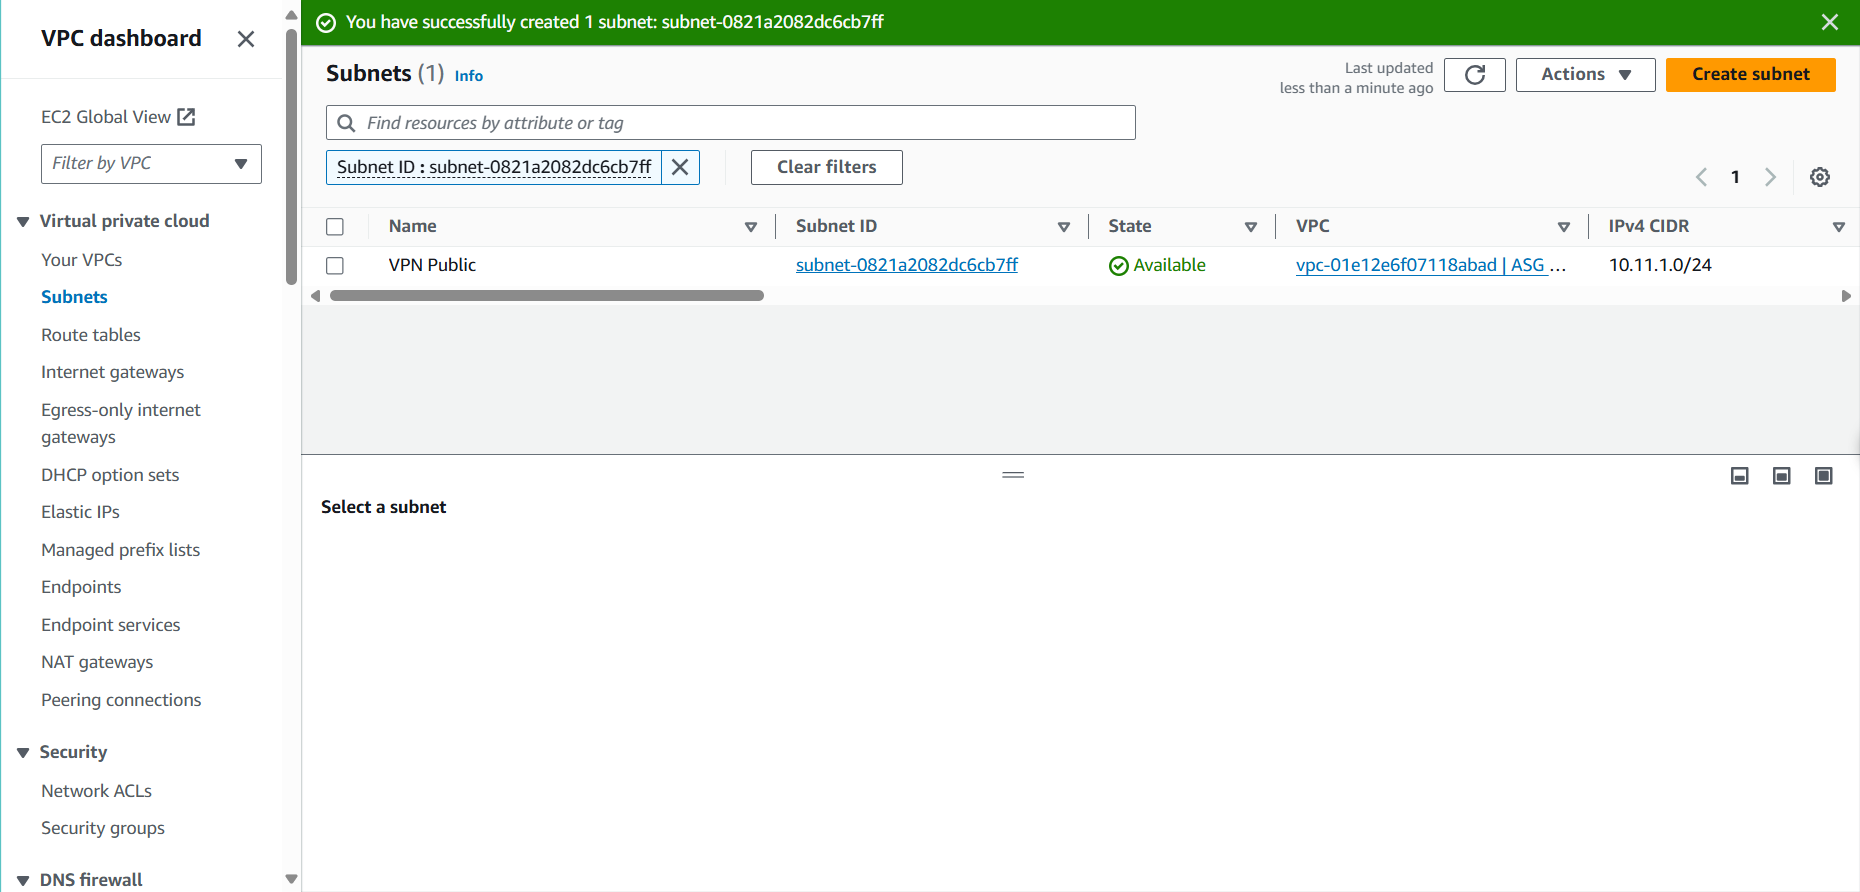 VPC dashboard
EC2 Global View
Filter by VPC
Virtual private cloud
Your VPCs
Subnets
Route tables
Internet gateways
Egress-only internet
gateways
DHCP option sets
Elastic IPs
Managed prefix lists
Endpoints
Endpoint services
NAT gateways
Peering connections
Security
Network ACLs
Security groups
DNS firewall
You have successfully created 1 subnet: subnet-0821a2082dc6cb7ff
Subnets (1) Info
Last updated
less than a minute ago
Actions
Create subnet
Find resources by attribute or tag
Subnet ID : subnet-0821a2082dc6cb7ff
Clear filters
1
Name Subnet ID State VPC IPv4 CIDR
VPN Public subnet-0821a2082dc6cb7ff Available vpc-01e12e6f07118abad | ASG ... 10.11.1.0/24
Select a subnet